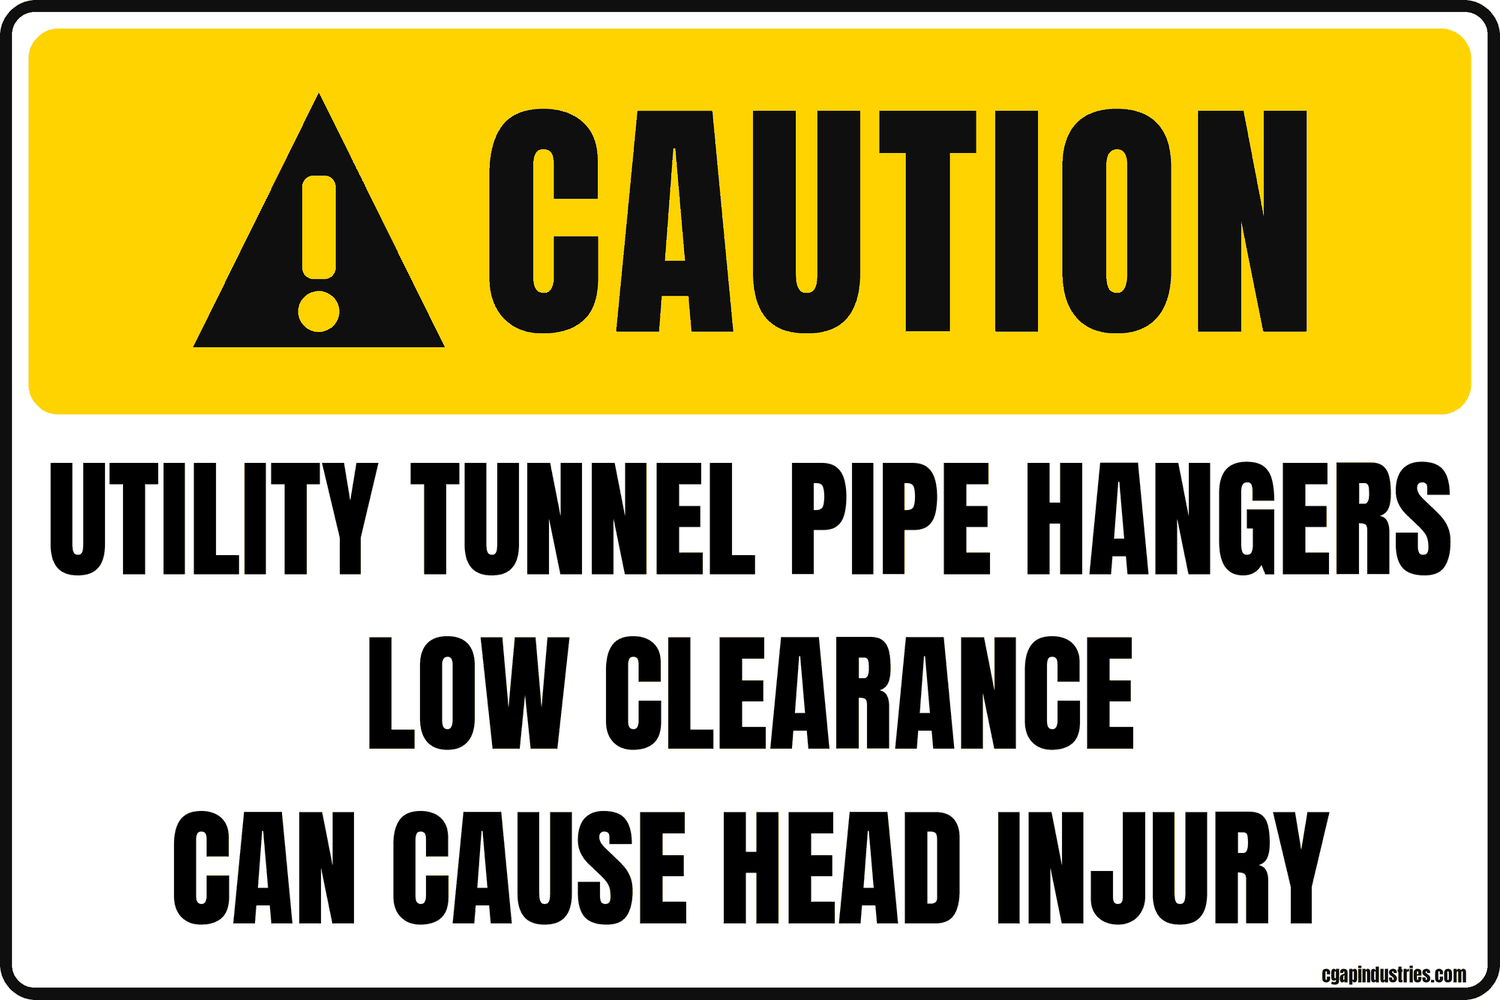 CAUTION
UTILITY TUNNEL PIPE HANGERS
LOW CLEARANCE
CAN CAUSE HEAD INJURY
cgapindustries.com